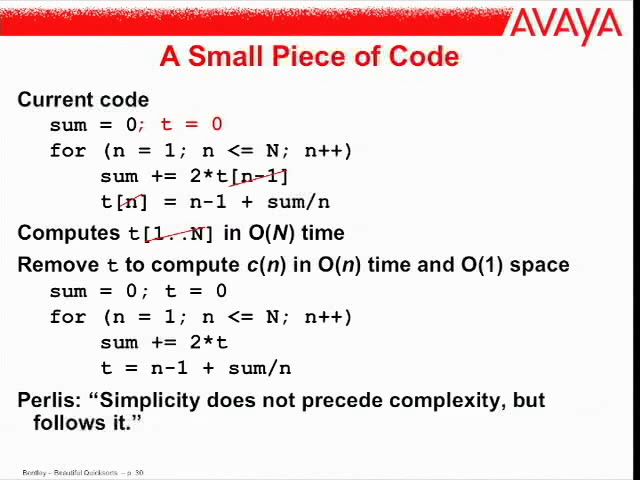 AVAYA
A Small Piece of Code
Current code
sum = 0; t = 0
for (n = 1; n <= N; n++)
sum += 2*t[n-1]
t[n] = n-1 + sum/n
Computes t[1..N] in O(N) time
Remove t to compute c(n) in O(n) time and O(1) space
sum = 0; t = 0
for (n = 1; n <= N; n++)
sum += 2*t
t = n-1 + sum/n
Perlis: “Simplicity does not precede complexity, but
follows it.”
Bentley – Beautiful Quicksorts – p. 30